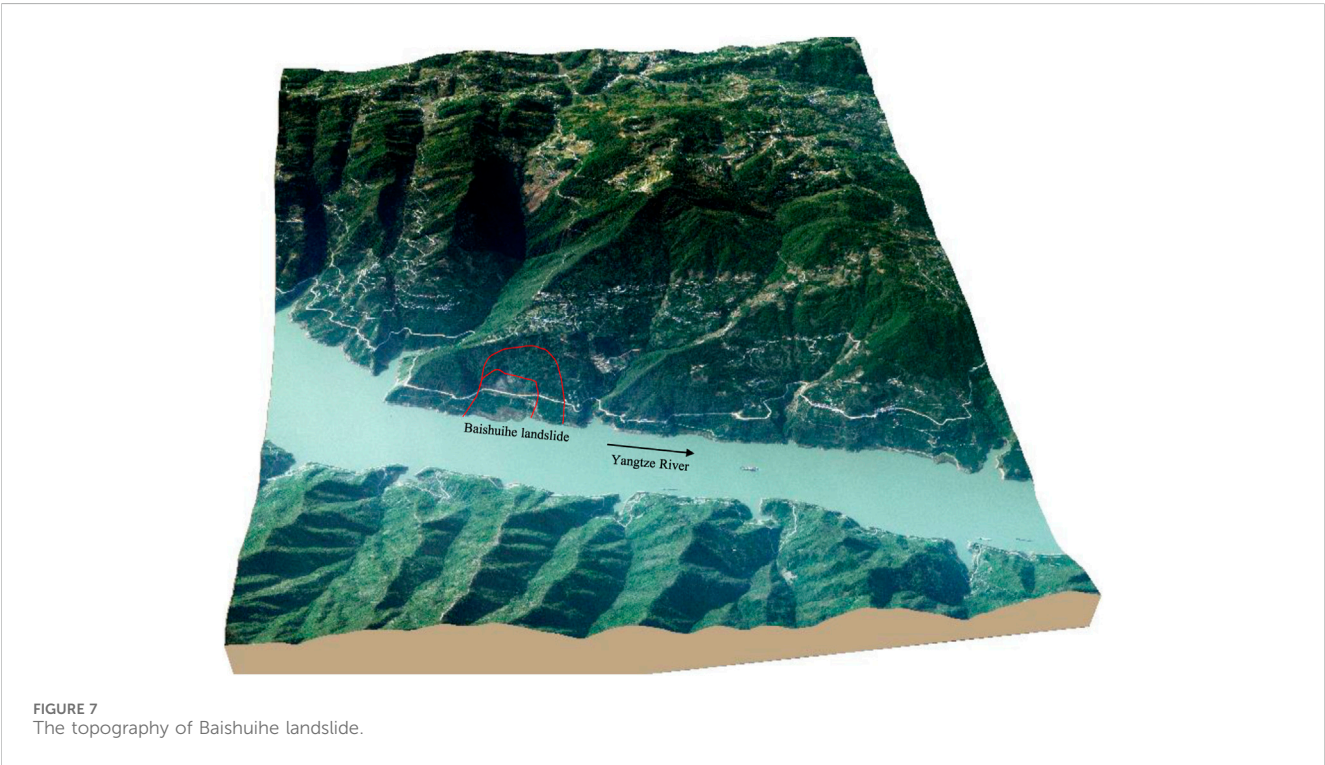 Baishuihe landslide
Yangtze River
FIGURE 7
The topography of Baishuihe landslide.